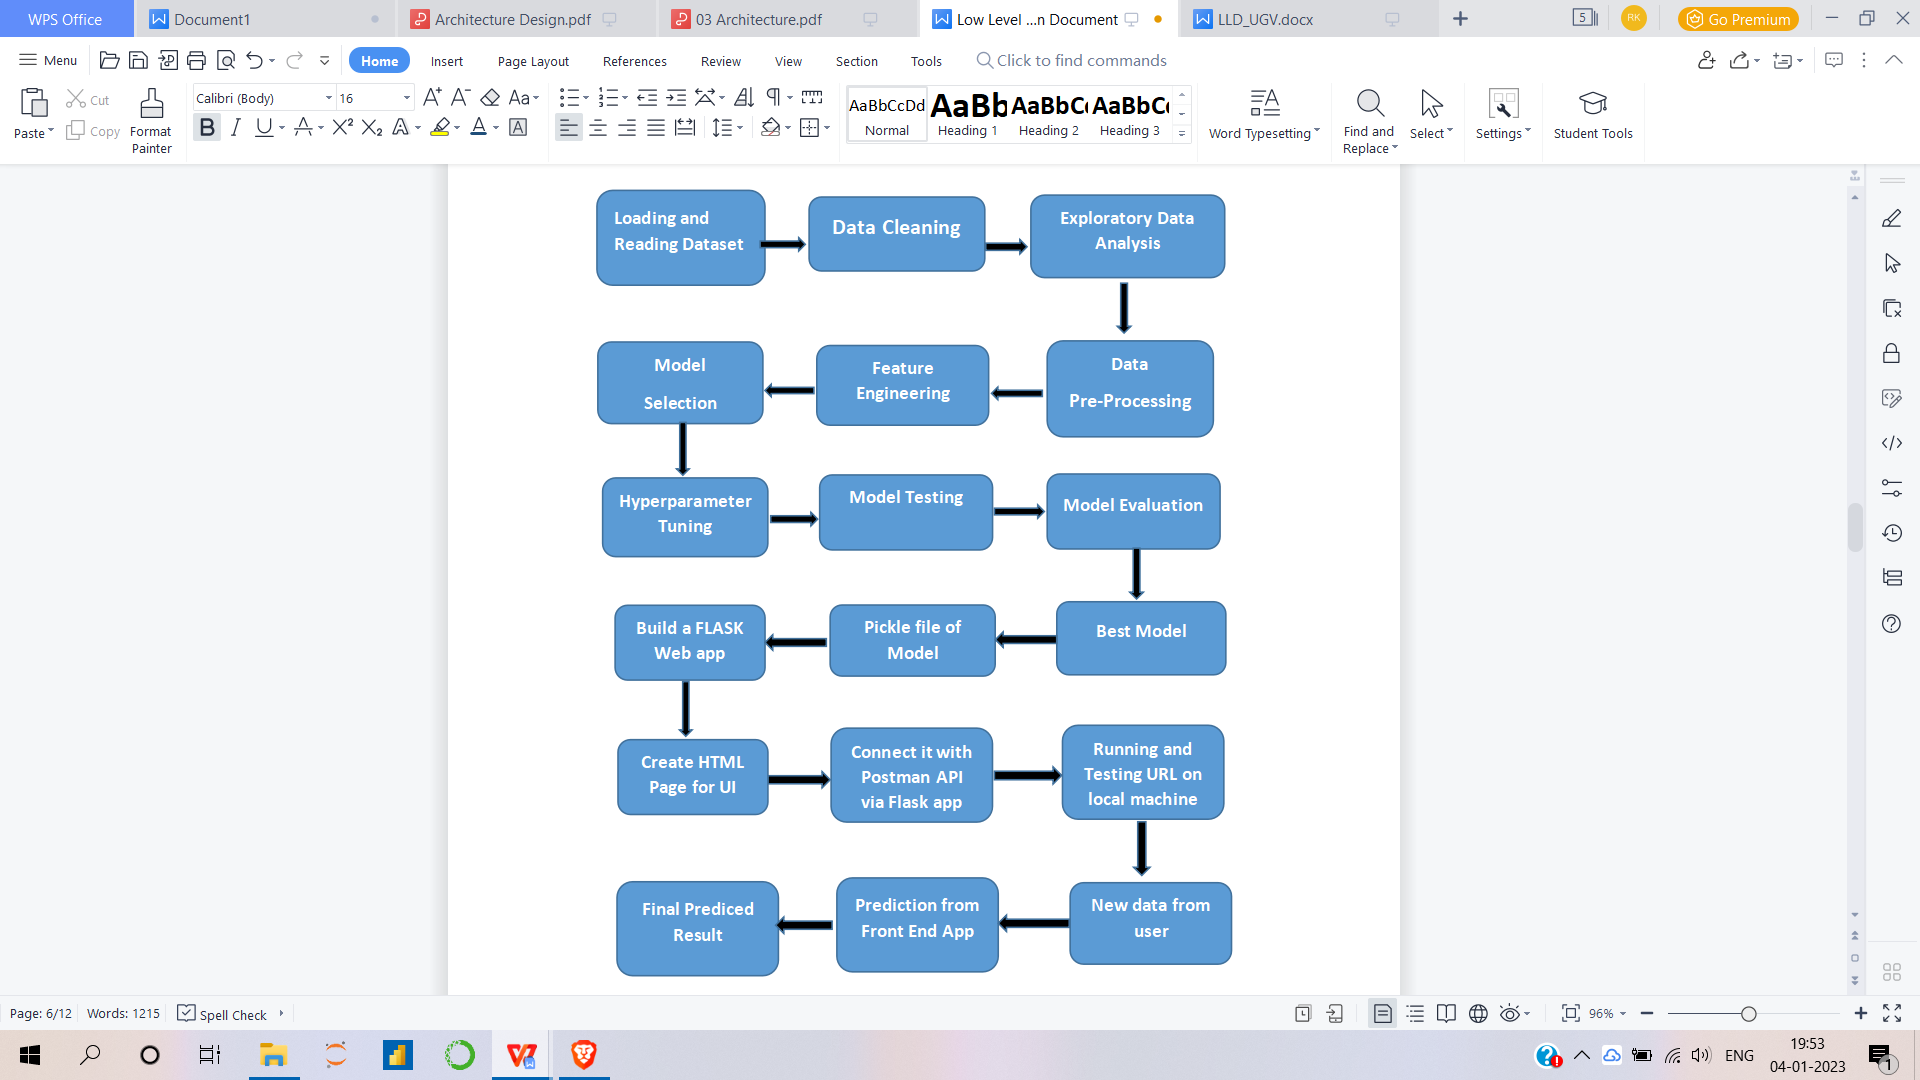 WPS Office
Document1
Architecture Design.pdf
03 Architecture.pdf
Low Level ...n Document
LLD_UGV.docx
5
RK
Go Premium
Menu
Home
Insert
Page Layout
References
Review
View
Section
Tools
Click to find commands
Paste
Cut
Copy
Format
Painter
Calibri (Body)
16
AaBbCcDd
Normal
AaBb
Heading 1
AaBbC
Heading 2
AaBbC
Heading 3
Word Typesetting
Find and
Replace
Select
Settings
Student Tools
Loading and
Reading Dataset
Data Cleaning
Exploratory Data
Analysis
Model
Selection
Feature
Engineering
Data
Pre-Processing
Hyperparameter
Tuning
Model Testing
Model Evaluation
Build a FLASK
Web app
Pickle file of
Model
Best Model
Create HTML
Page for UI
Connect it with
Postman API
via Flask app
Running and
Testing URL on
local machine
Final Prediced
Result
Prediction from
Front End App
New data from
user
Page: 6/12
Words: 1215
Spell Check
96%
ENG
19:53
04-01-2023
1